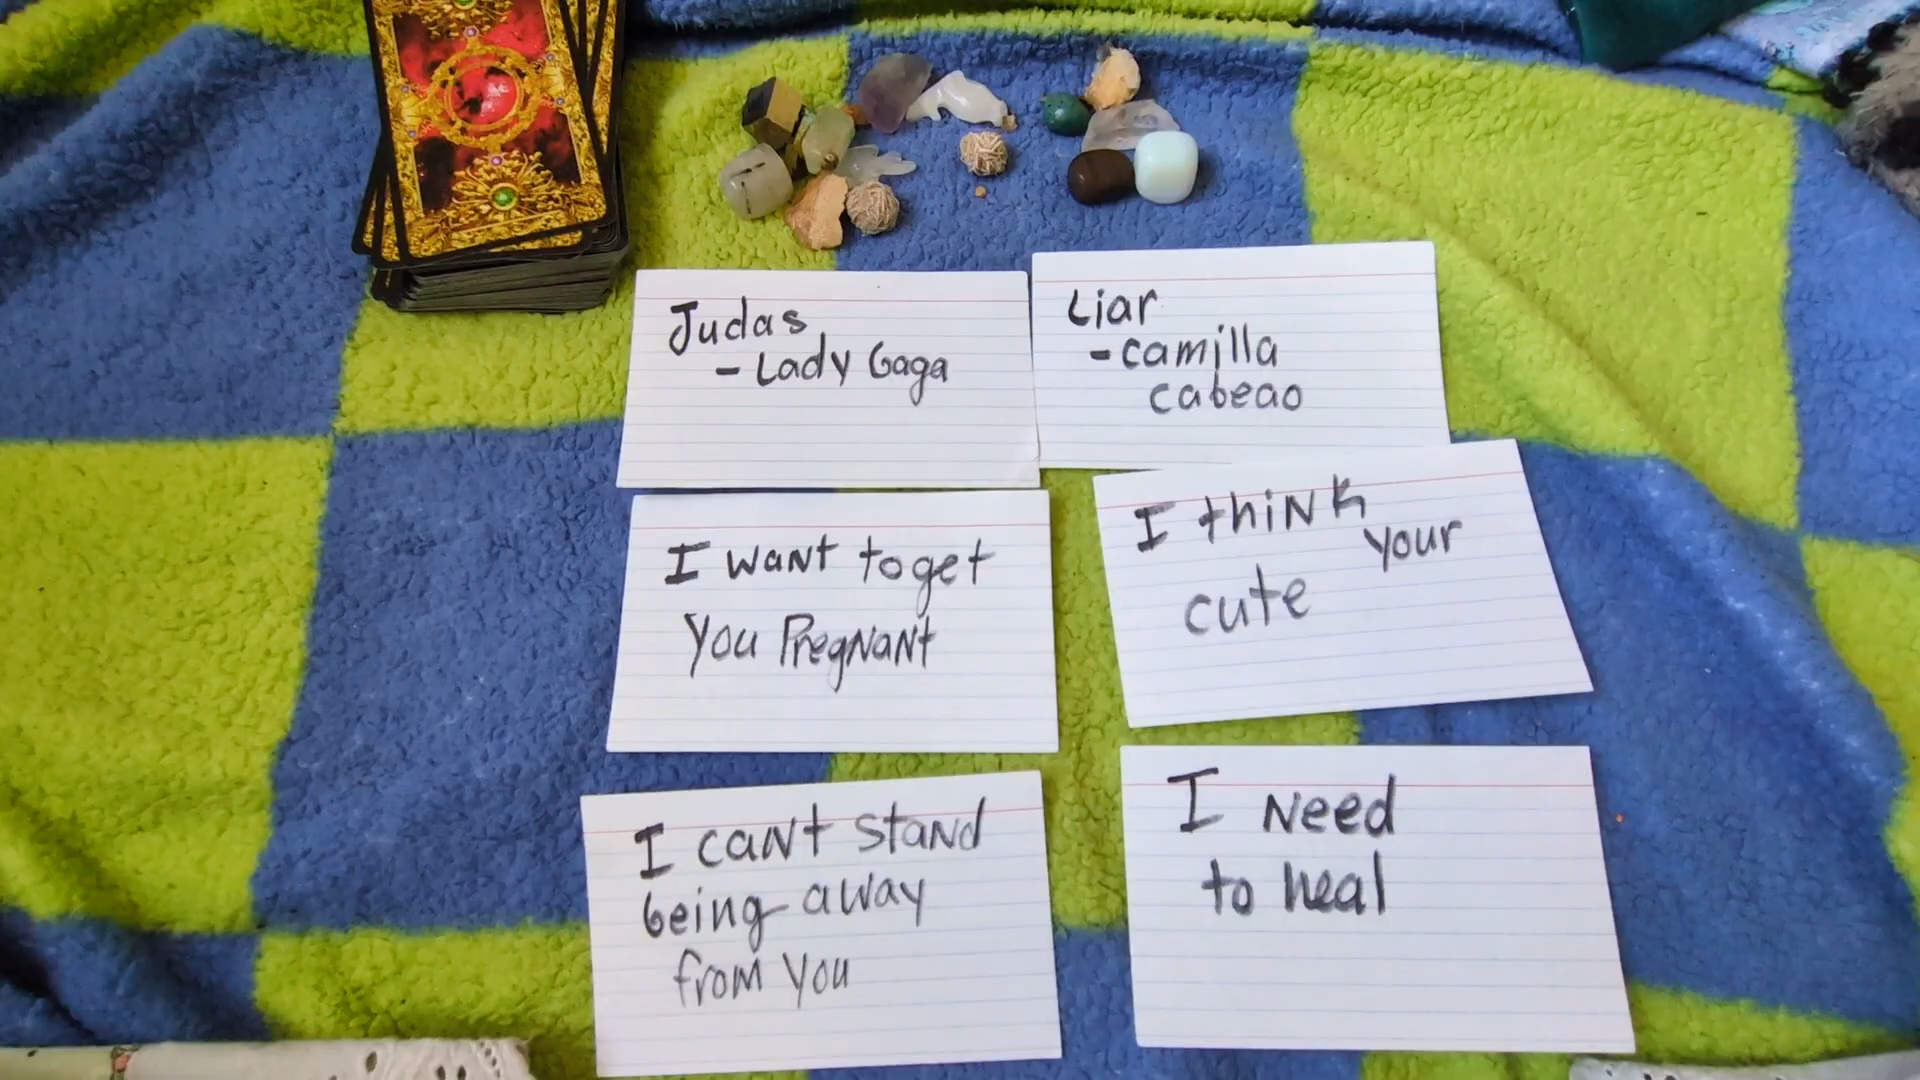 Judas
- Lady Gaga
Liar
- camilla
cabeao
I want to get
you Pregnant
I think
your
cute
I cant stand
being away
from you
I Need
to heal